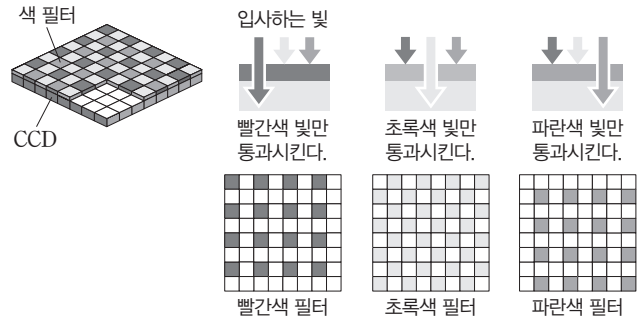 색 필터
CCD
입사하는 빛
빨간색 빛만
통과시킨다.
초록색 빛만
통과시킨다.
파란색 빛만
통과시킨다.
빨간색 필터
초록색 필터
파란색 필터